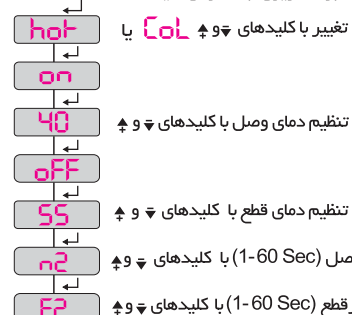 hot تغییر با کلیدهای و CoL یا
on
40 تنظیم دمای وصل با کلیدهای و
oFF
55 تنظیم دمای قطع با کلیدهای و
n2 (1-60 Sec) با کلیدهای و
F2 قطع (1-60 Sec) با کلیدهای و